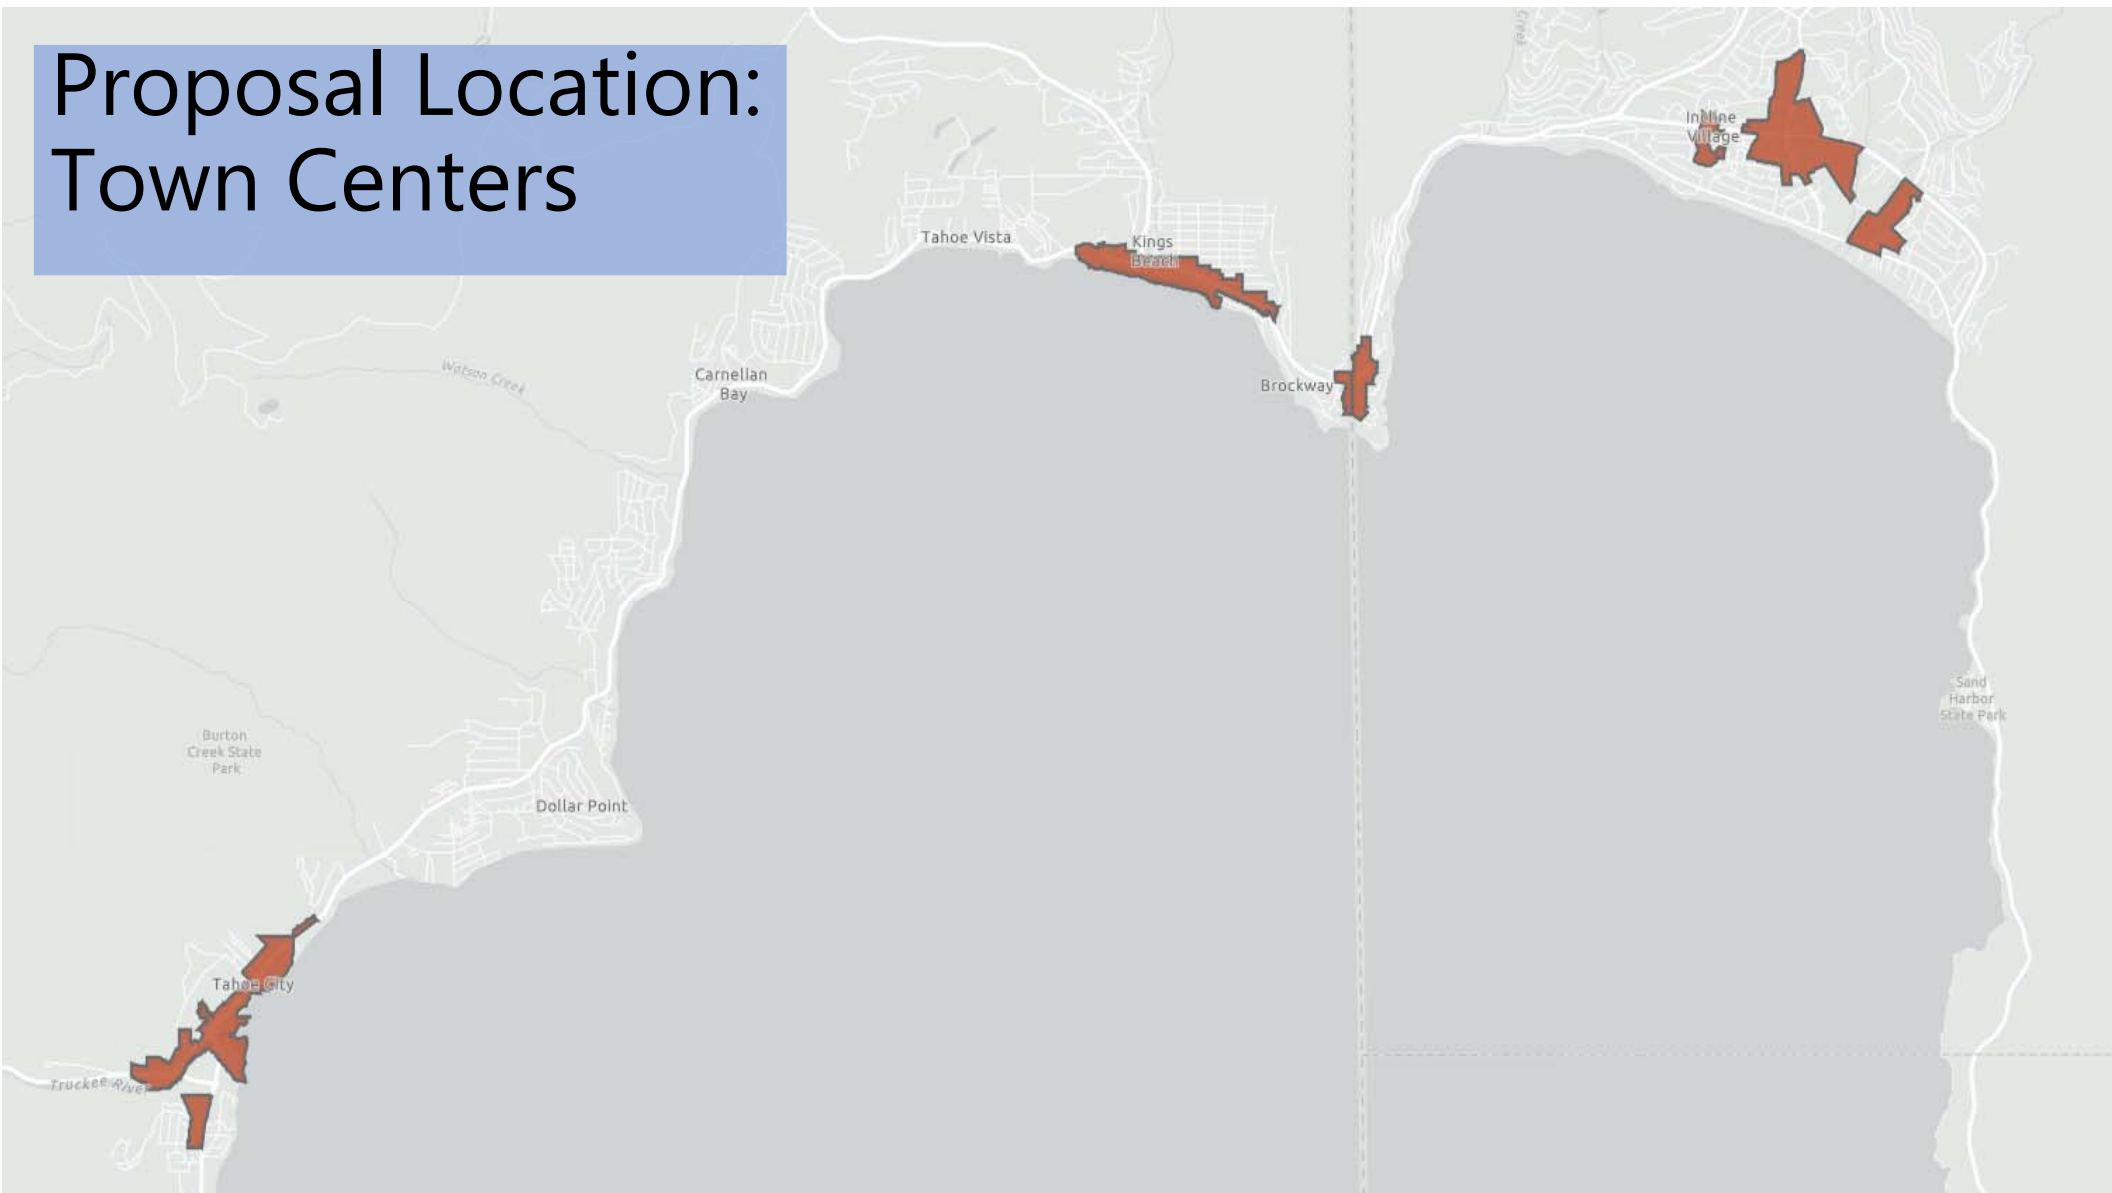 Proposal Location:
Town Centers
Creek
Incline
Village
Tahoe Vista
Kings
Beach
Carnelian
Bay
Watson Creek
Brockway
Sand
Harbor
State Park
Burton
Creek State
Park
Dollar Point
Tahoe City
Truckee River